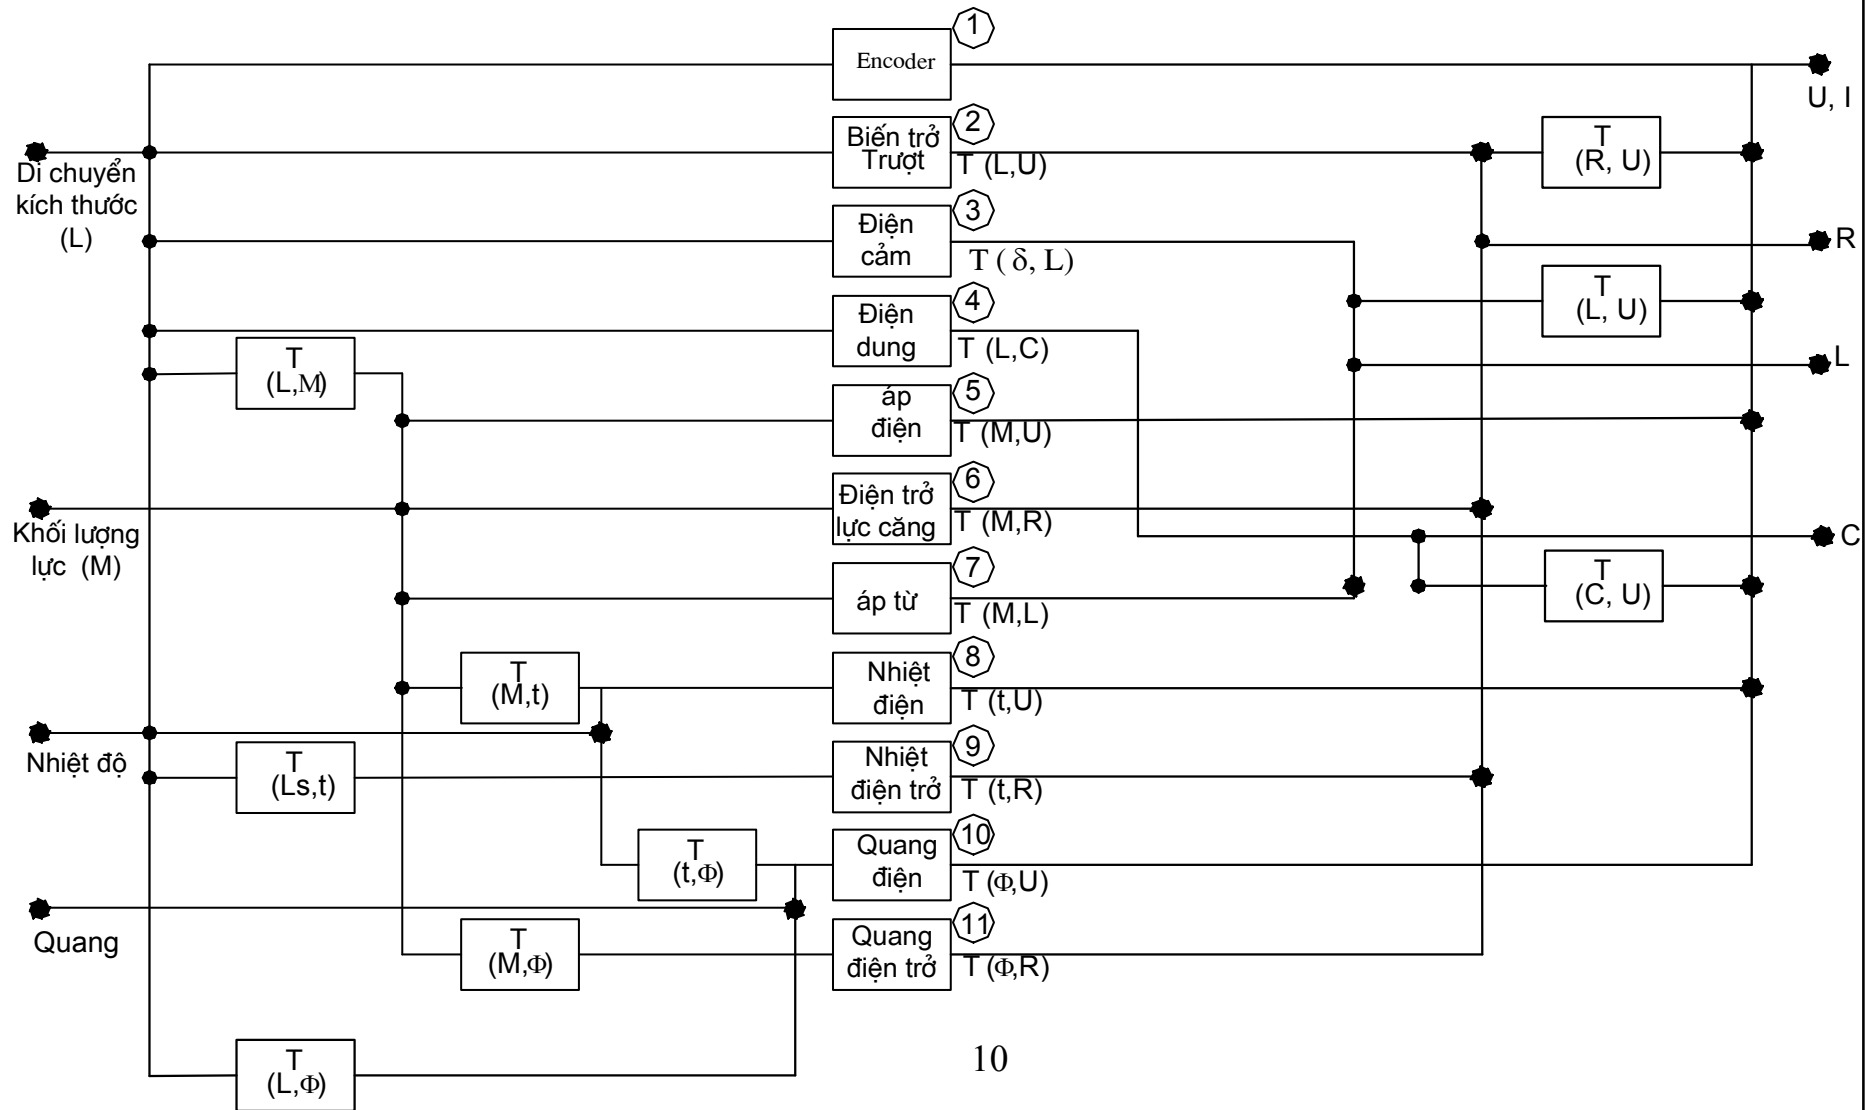 1
Encoder
U, I
2
Biến trở
Trượt
T (L,U)
T
(R, U)
Di chuyển
kích thước
(L)
3
Điện
cảm
T ( δ, L)
R
4
Điện
dung
T (L,C)
T
(L, U)
T
(L,M)
L
5
áp
điện
T (M,U)
6
Điện trở
lực căng
T (M,R)
Khối lượng
lực (M)
C
7
áp từ
T (M,L)
T
(C, U)
8
Nhiệt
điện
T (t,U)
T
(M,t)
Nhiệt độ
9
Nhiệt
điện trở
T (t,R)
T
(Ls,t)
10
Quang
điện
T (Φ,U)
T
(t,Φ)
Quang
11
Quang
điện trở
T (Φ,R)
T
(M,Φ)
T
(L,Φ)
10